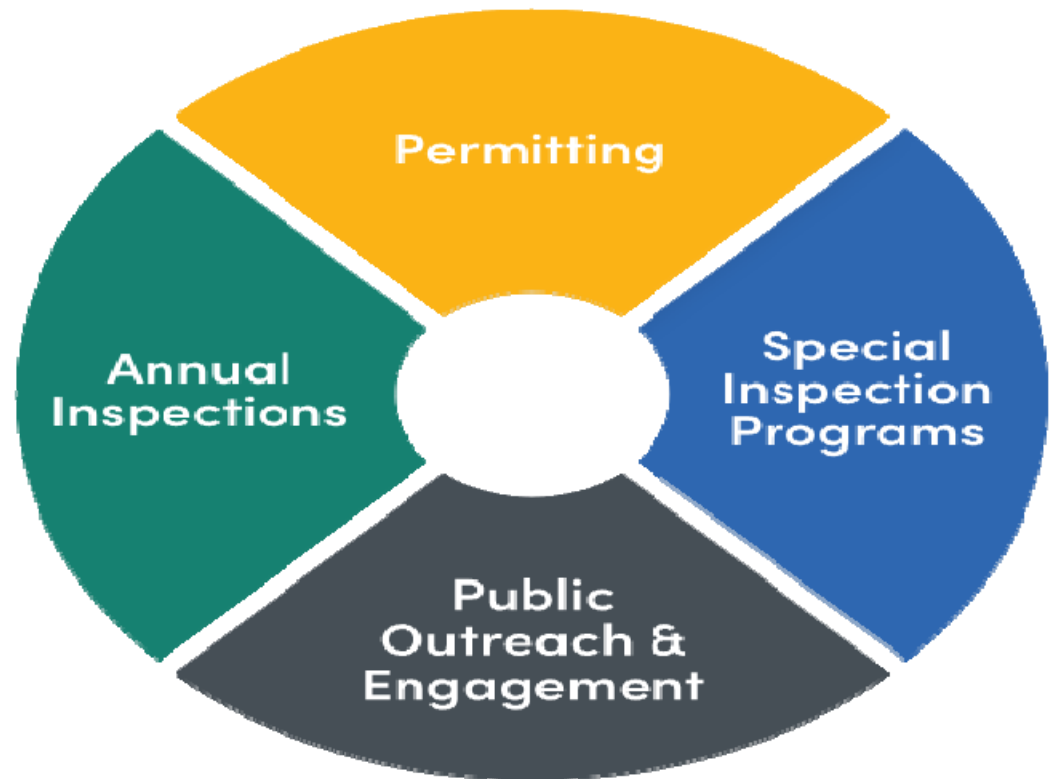 Permitting
Annual
Inspections
Special
Inspection
Programs
Public
Outreach &
Engagement